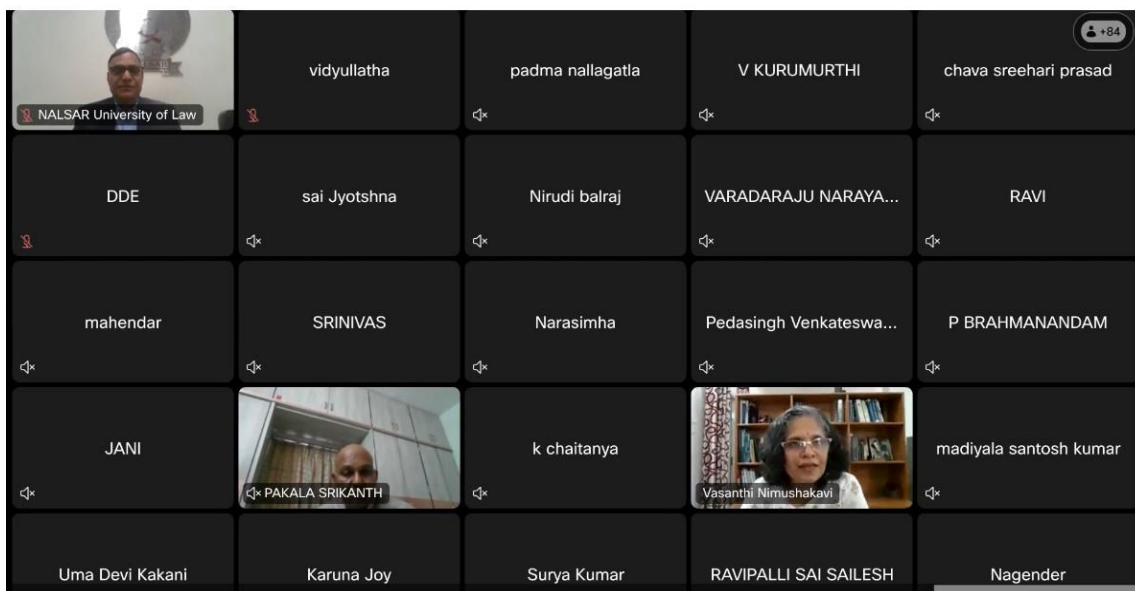 +84
NALSAR University of Law
vidyullatha
padma nallagatla
V KURUMURTHI
chava sreehari prasad
DDE
sai Jyotshna
Nirudi balraj
VARADARAJU NARAYA...
RAVI
mahendar
SRINIVAS
Narasimha
Pedasingh Venkateswa...
P BRAHMANANDAM
JANI
PAKALA SRIKANTH
k chaitanya
Vasanthi Nimushakavi
madiyala santosh kumar
Uma Devi Kakani
Karuna Joy
Surya Kumar
RAVIPALLI SAI SAILESH
Nagender